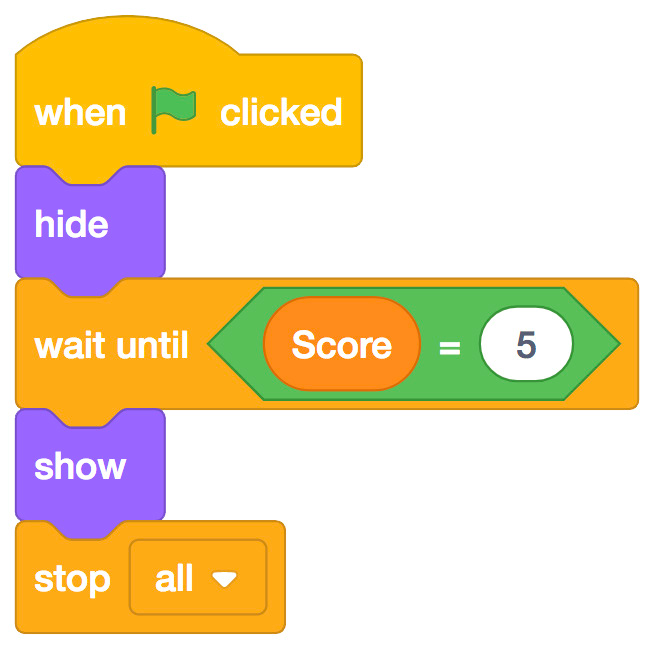 when clicked
hide
wait until Score = 5
show
stop all